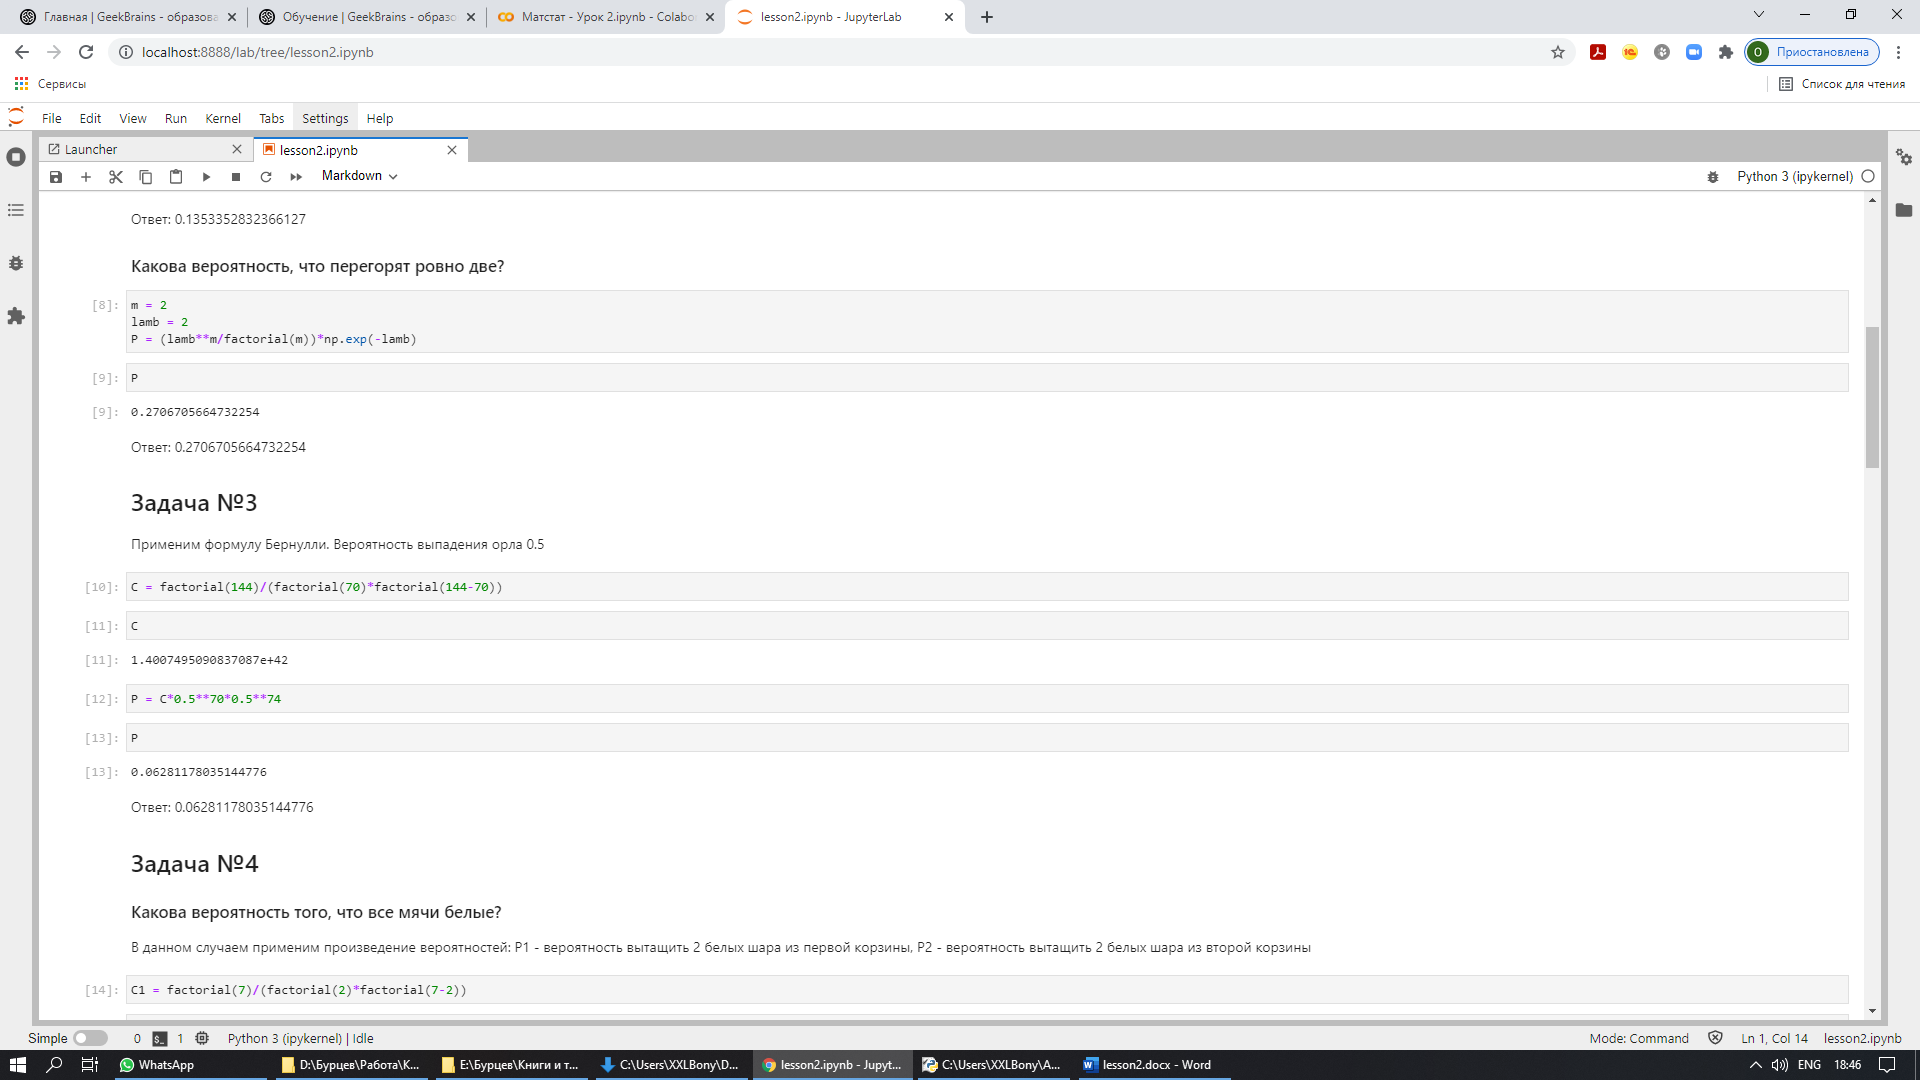 Главная | GeekBrains - образова
Обучение | GeekBrains - образо
Матстат - Урок 2.ipynb - Colabo
lesson2.ipynb - JupyterLab
localhost:8888/lab/tree/lesson2.ipynb
О Приостановлена
Сервисы
Список для чтения
File Edit View Run Kernel Tabs Settings Help
Launcher
lesson2.ipynb
Markdown
Python 3 (ipykernel)
Ответ: 0.1353352832366127
Какова вероятность, что перегорят ровно две?
[8]: m = 2
lamb = 2
P = (lamb**m/factorial(m))*np.exp(-lamb)
[9]: P
[9]: 0.2706705664732254
Ответ: 0.2706705664732254
Задача №3
Применим формулу Бернулли. Вероятность выпадения орла 0.5
[10]: C = factorial(144)/(factorial(70)*factorial(144-70))
[11]: C
[11]: 1.4007495090837087e+42
[12]: P = C*0.5**70*0.5**74
[13]: P
[13]: 0.06281178035144776
Ответ: 0.06281178035144776
Задача №4
Какова вероятность того, что все мячи белые?
В данном случаем применим произведение вероятностей: P1 - вероятность вытащить 2 белых шара из первой корзины, P2 - вероятность вытащить 2 белых шара из второй корзины
[14]: C1 = factorial(7)/(factorial(2)*factorial(7-2))
Simple 0 1 Python 3 (ipykernel) | Idle
Mode: Command Ln 1, Col 14 lesson2.ipynb
WhatsApp
D:\Бурцев\Работа\К...
E:\Бурцев\Книги и т...
C:\Users\XXLBony\D...
lesson2.ipynb - Jupyt...
C:\Users\XXLBony\A...
lesson2.docx - Word
ENG 18:46